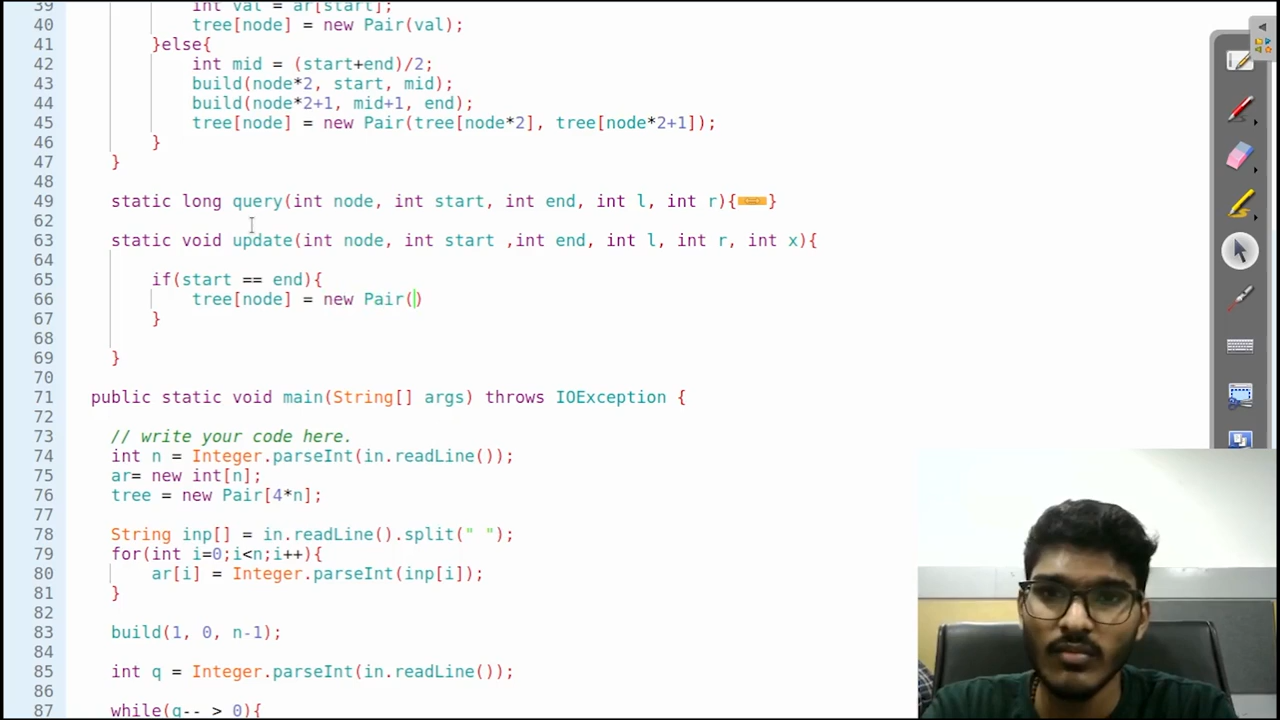 39 int val = ar[start];
40 tree[node] = new Pair(val);
41 }else{
42 int mid = (start+end)/2;
43 build(node*2, start, mid);
44 build(node*2+1, mid+1, end);
45 tree[node] = new Pair(tree[node*2], tree[node*2+1]);
46 }
47 }
48
49 static long query(int node, int start, int end, int l, int r){}
62
63 static void update(int node, int start ,int end, int l, int r, int x){
64
65 if(start == end){
66 tree[node] = new Pair()
67 }
68
69 }
70
71 public static void main(String[] args) throws IOException {
72
73 // write your code here.
74 int n = Integer.parseInt(in.readLine());
75 ar= new int[n];
76 tree = new Pair[4*n];
77
78 String inp[] = in.readLine().split(" ");
79 for(int i=0;i<n;i++){
80 ar[i] = Integer.parseInt(inp[i]);
81 }
82
83 build(1, 0, n-1);
84
85 int q = Integer.parseInt(in.readLine());
86
87 while(q-- > 0){